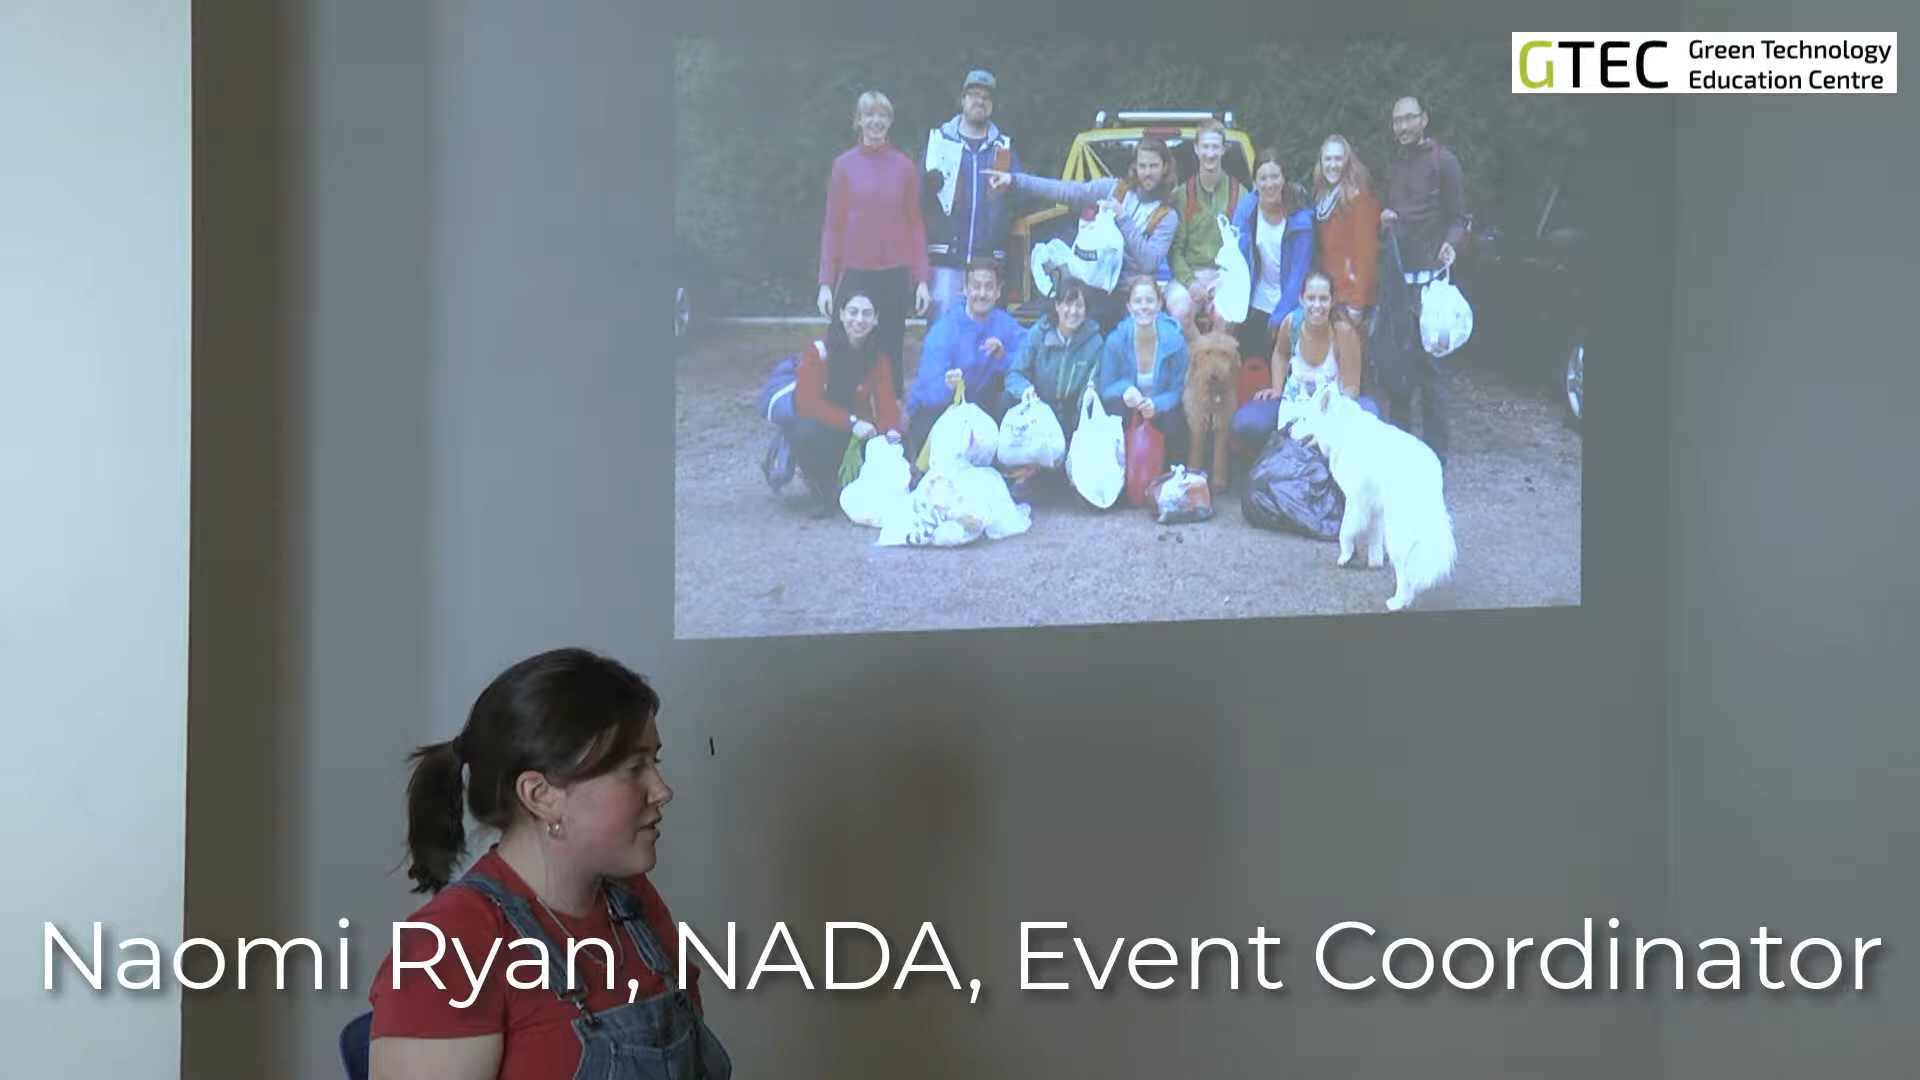 GTEC
Green Technology
Education Centre
Naomi Ryan, NADA, Event Coordinator